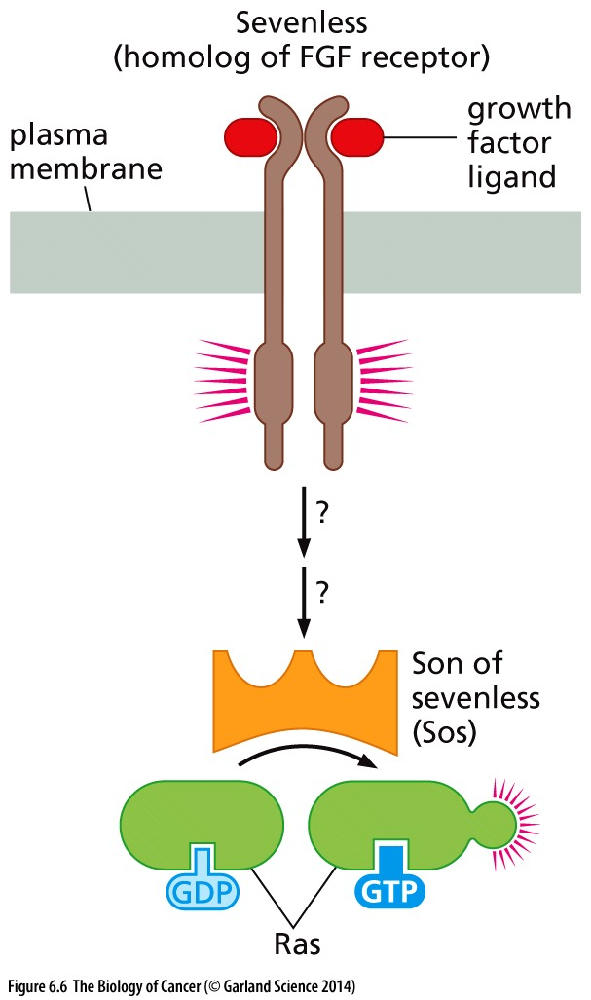 Sevenless
(homolog of FGF receptor)
plasma
membrane
growth
factor
ligand
?
?
Son of
sevenless
(Sos)
GDP
GTP
Ras
Figure 6.6 The Biology of Cancer (© Garland Science 2014)